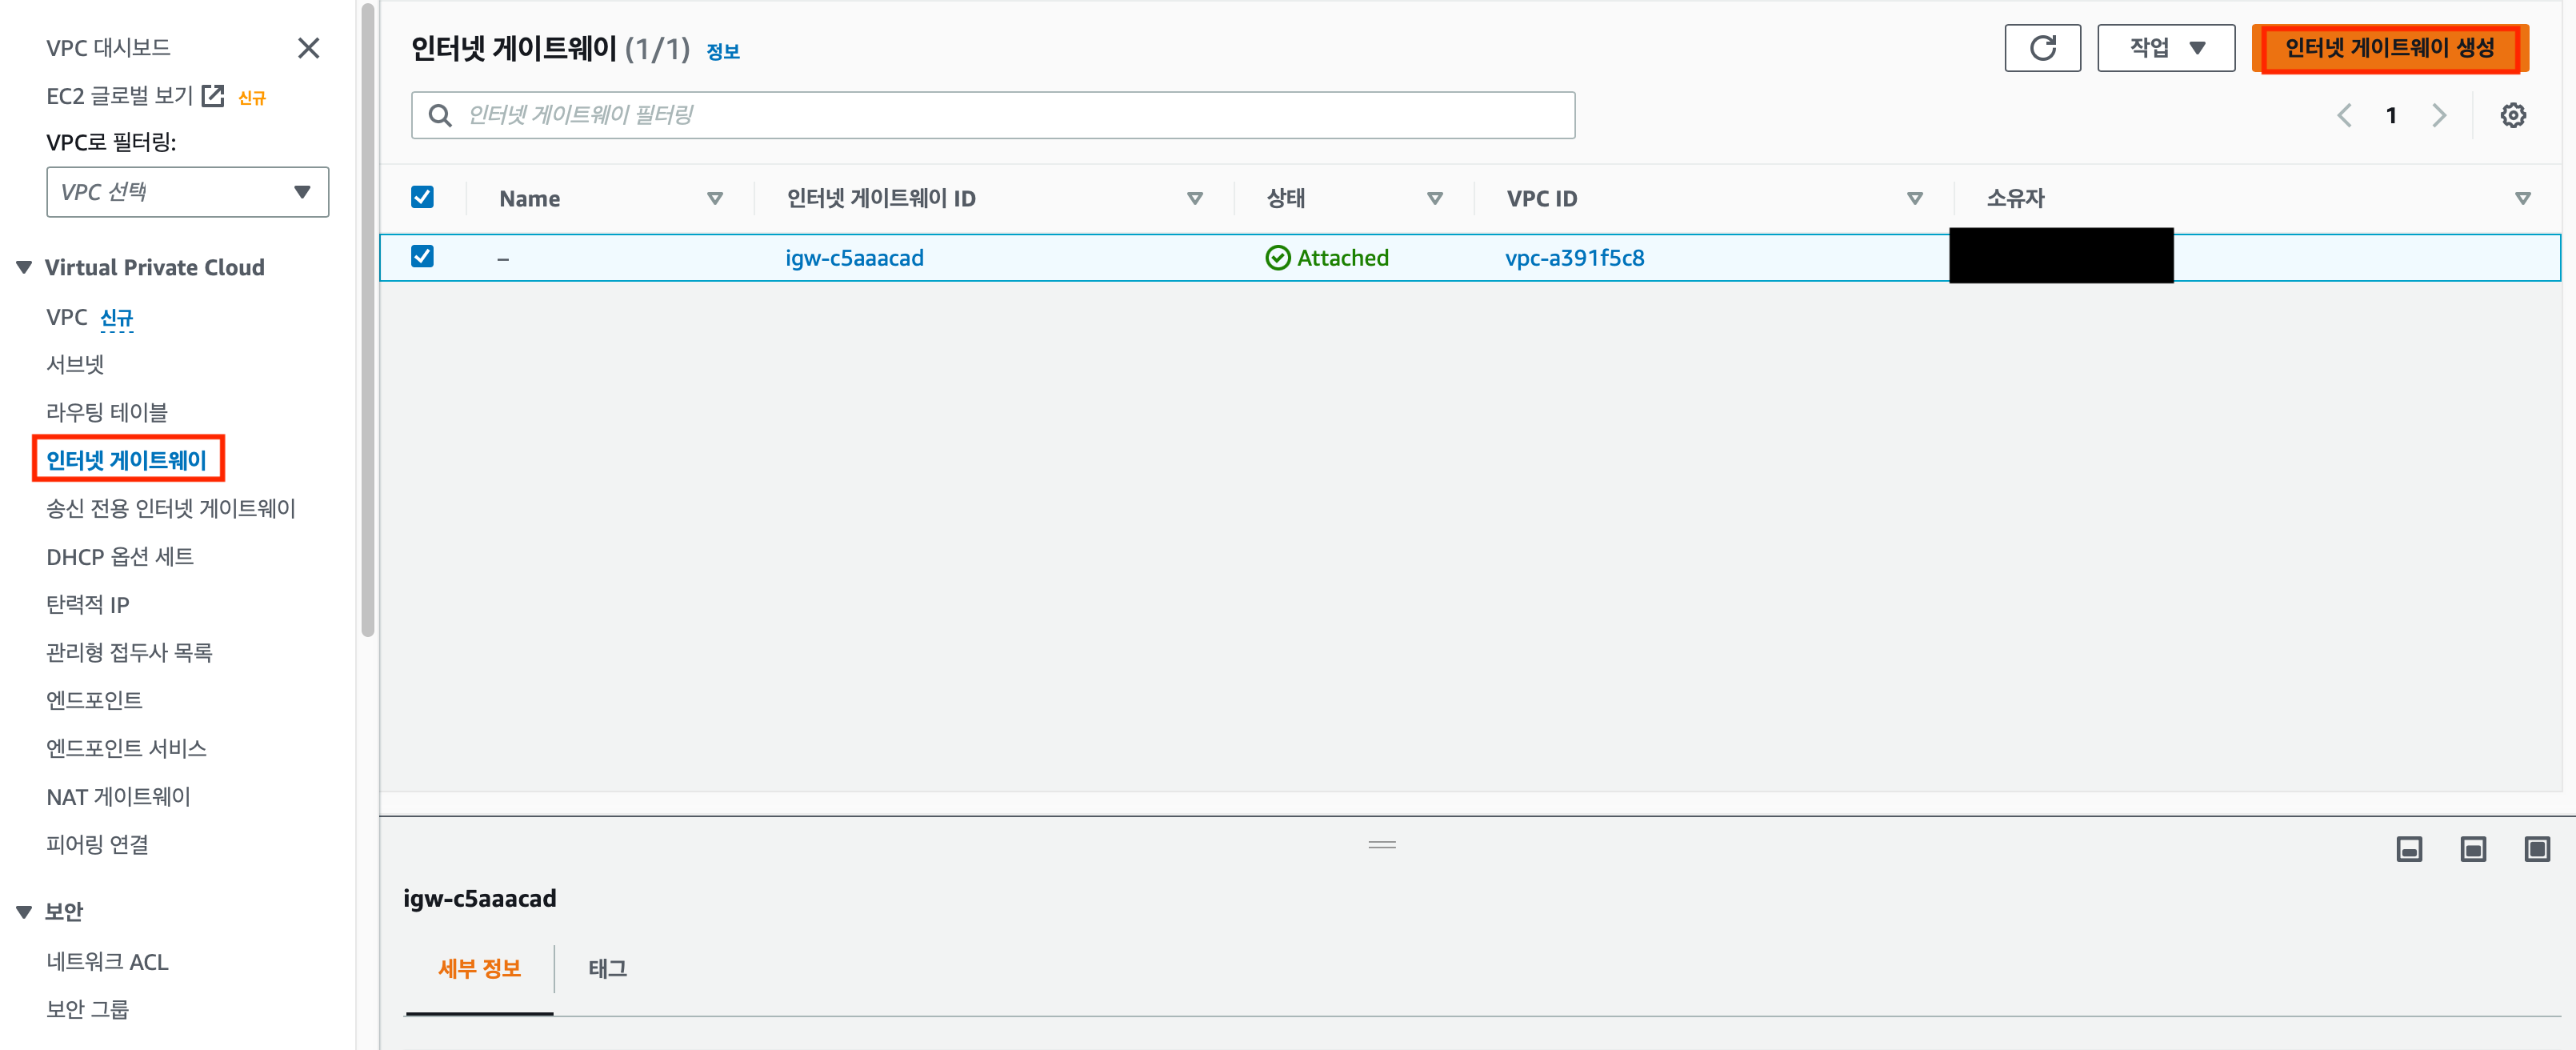 VPC 대시보드
EC2 글로벌 보기 신규
VPC로 필터링:
VPC 선택
Virtual Private Cloud
VPC 신규
서브넷
라우팅 테이블
인터넷 게이트웨이
송신 전용 인터넷 게이트웨이
DHCP 옵션 세트
탄력적 IP
관리형 접두사 목록
엔드포인트
엔드포인트 서비스
NAT 게이트웨이
피어링 연결
보안
네트워크 ACL
보안 그룹
인터넷 게이트웨이 (1/1) 정보
작업
인터넷 게이트웨이 생성
인터넷 게이트웨이 필터링
1
Name 인터넷 게이트웨이 ID 상태 VPC ID 소유자
– igw-c5aaacad Attached vpc-a391f5c8
igw-c5aaacad
세부 정보 태그